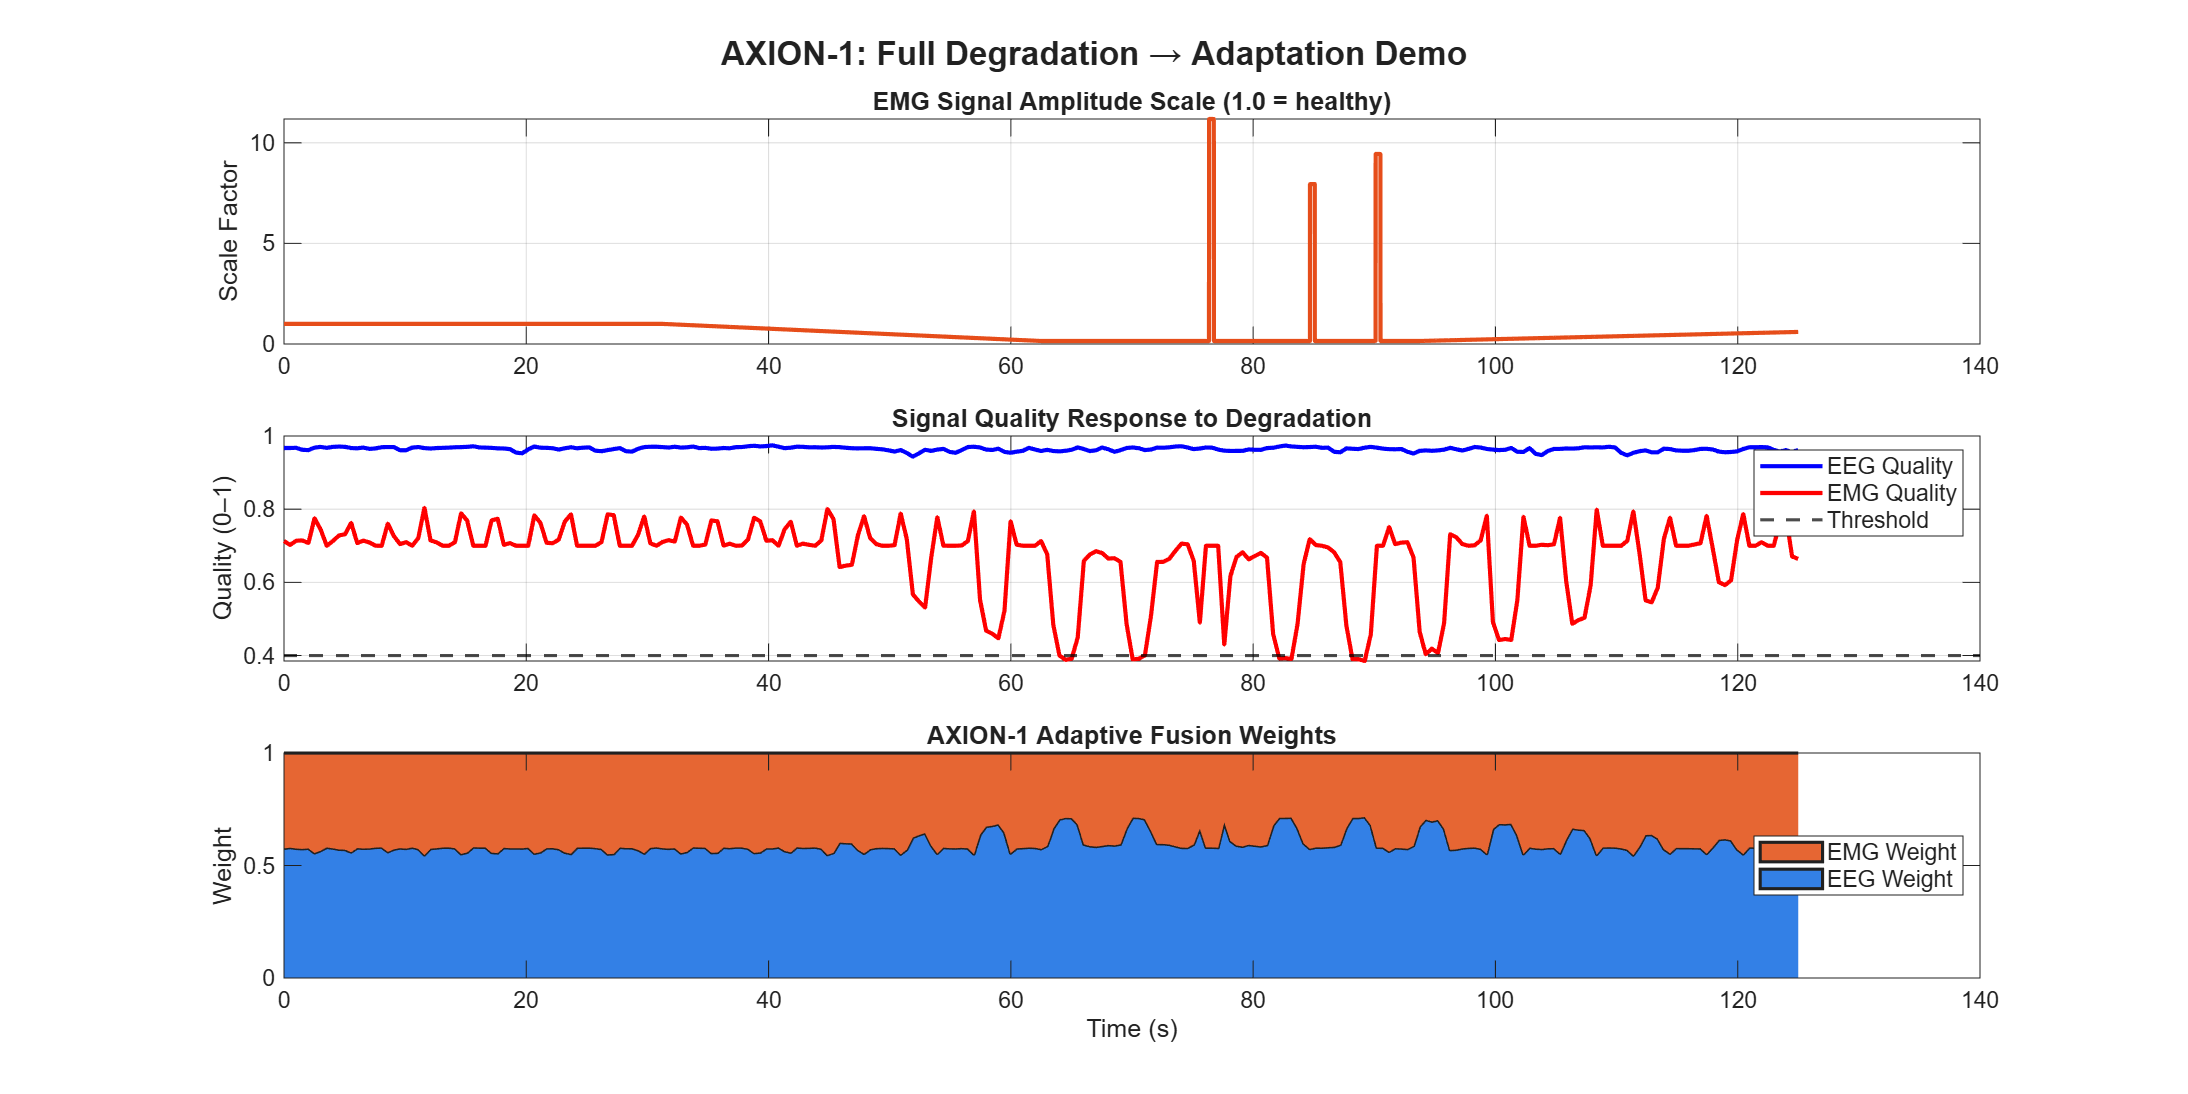 AXION-1: Full Degradation → Adaptation Demo
EMG Signal Amplitude Scale (1.0 = healthy)
Scale Factor
10
5
0
0 20 40 60 80 100 120 140
Signal Quality Response to Degradation
Quality (0–1)
1
0.8
0.6
0.4
EEG Quality
EMG Quality
Threshold
0 20 40 60 80 100 120 140
AXION-1 Adaptive Fusion Weights
Weight
1
0.5
0
EMG Weight
EEG Weight
0 20 40 60 80 100 120 140
Time (s)